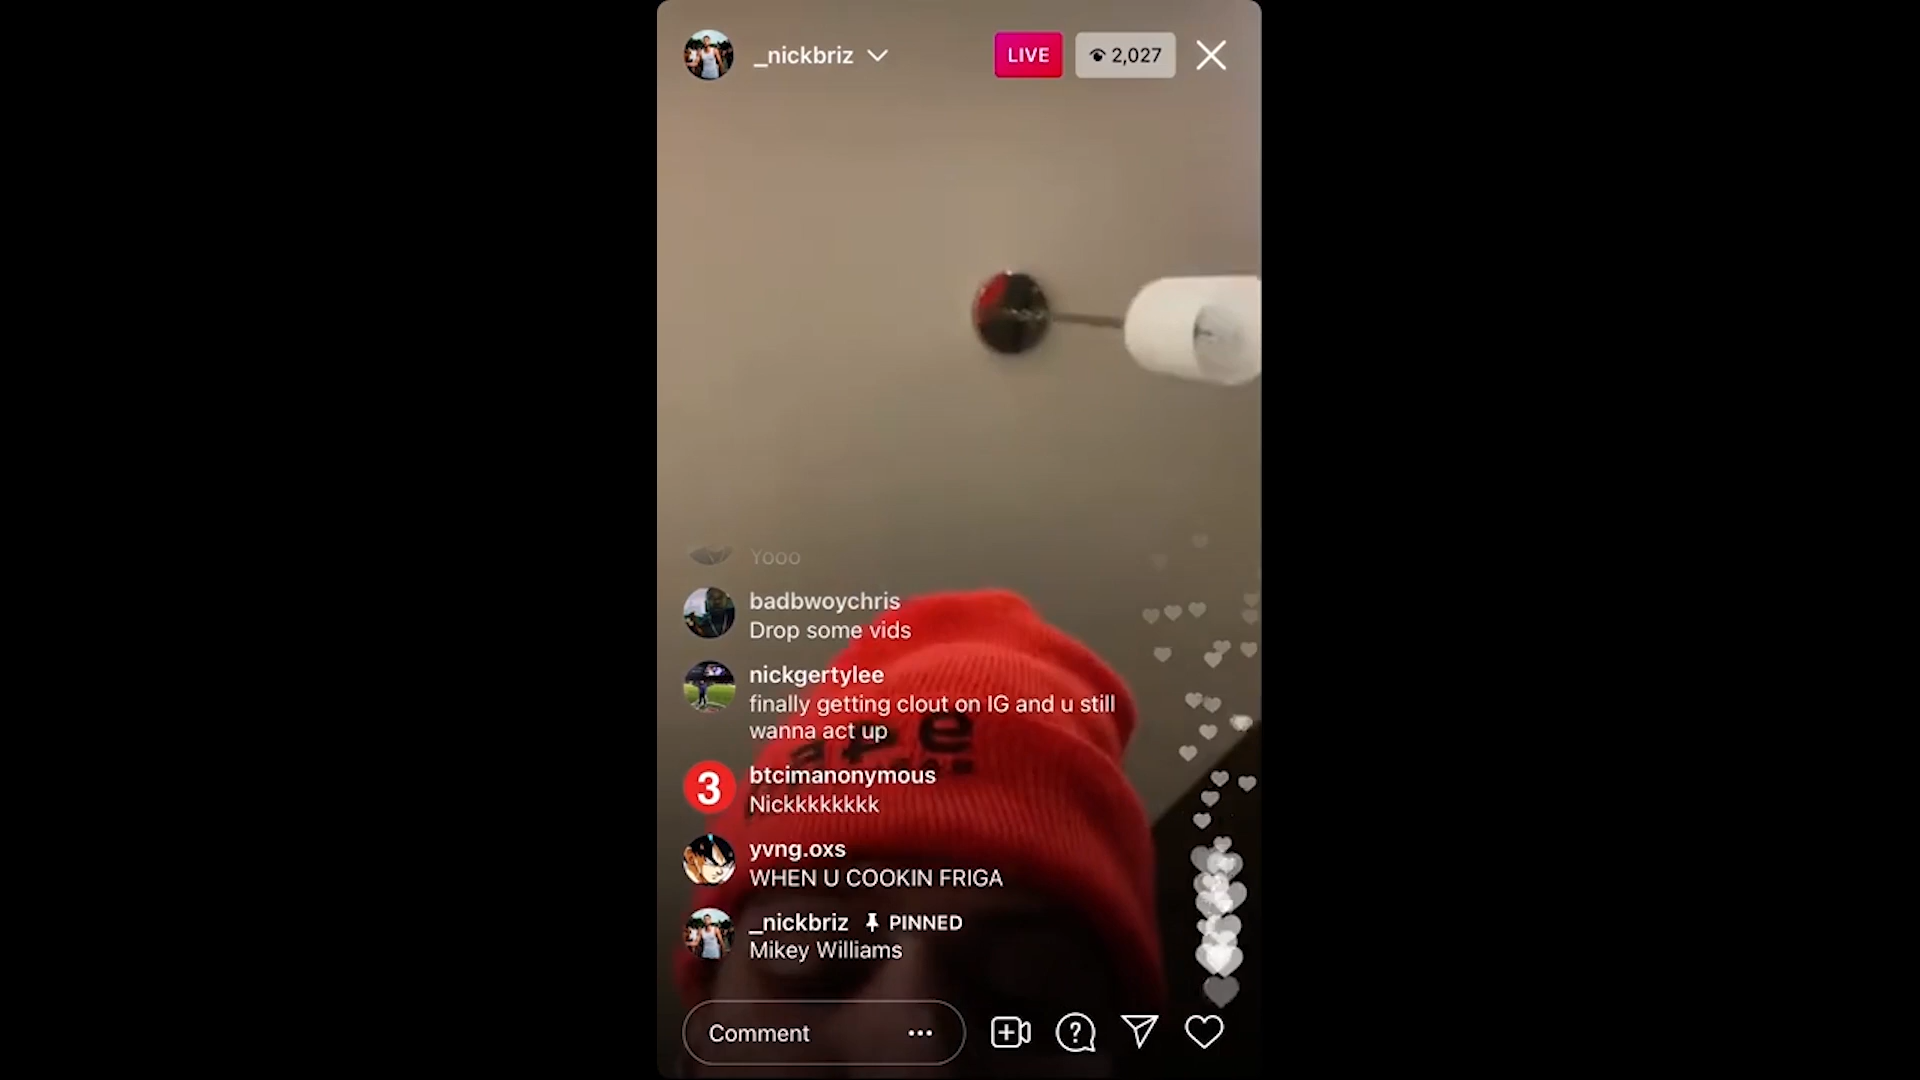 _nickbriz
LIVE
2,027
Yooo
badbwoychris
Drop some vids
nickgertylee
finally getting clout on IG and u still
wanna act up
3
btcimanonymous
Nickkkkkkkk
yvng.oxs
WHEN U COOKIN FRIGA
_nickbriz PINNED
Mikey Williams
Comment